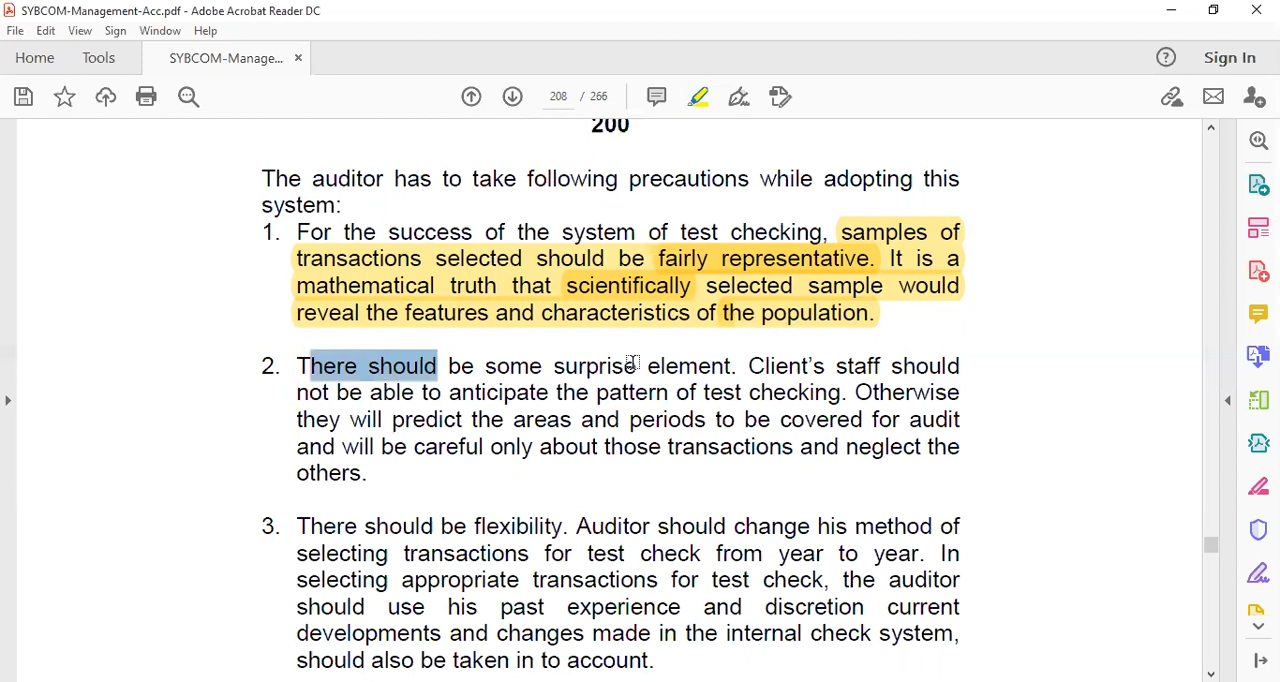 SYBCOM-Management-Acc.pdf - Adobe Acrobat Reader DC
File Edit View Sign Window Help
Home Tools SYBCOM-Manage... × Sign In
208 / 266
200
The auditor has to take following precautions while adopting this
system:
1. For the success of the system of test checking, samples of
transactions selected should be fairly representative. It is a
mathematical truth that scientifically selected sample would
reveal the features and characteristics of the population.
2. There should be some surprise element. Client's staff should
not be able to anticipate the pattern of test checking. Otherwise
they will predict the areas and periods to be covered for audit
and will be careful only about those transactions and neglect the
others.
3. There should be flexibility. Auditor should change his method of
selecting transactions for test check from year to year. In
selecting appropriate transactions for test check, the auditor
should use his past experience and discretion current
developments and changes made in the internal check system,
should also be taken in to account.